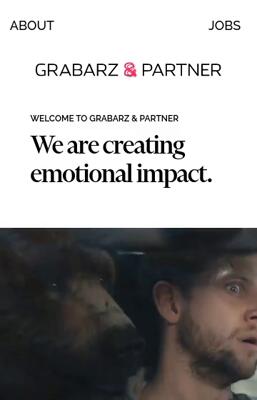 ABOUT JOBS
GRABARZ & PARTNER
WELCOME TO GRABARZ & PARTNER
We are creating
emotional impact.